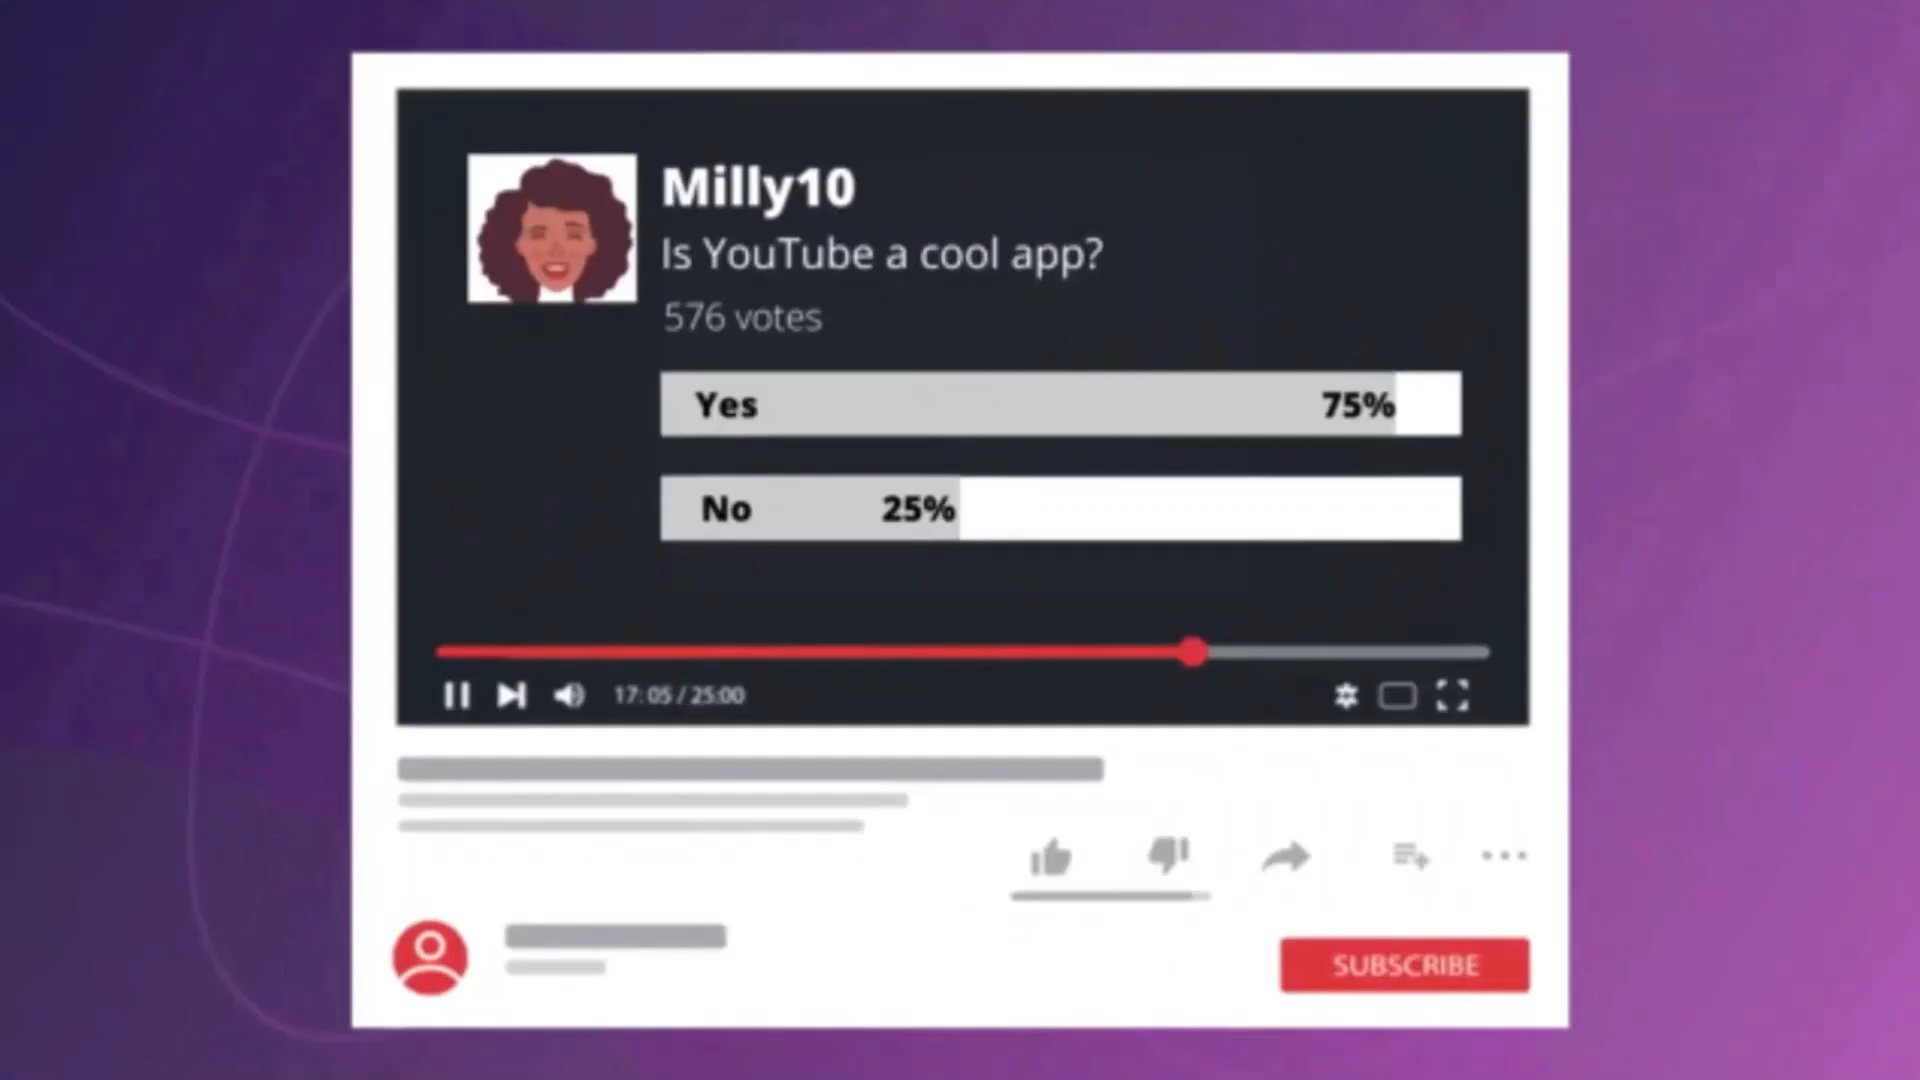 Milly10
Is YouTube a cool app?
576 votes
Yes 75%
No 25%
17:05 / 25:00
SUBSCRIBE